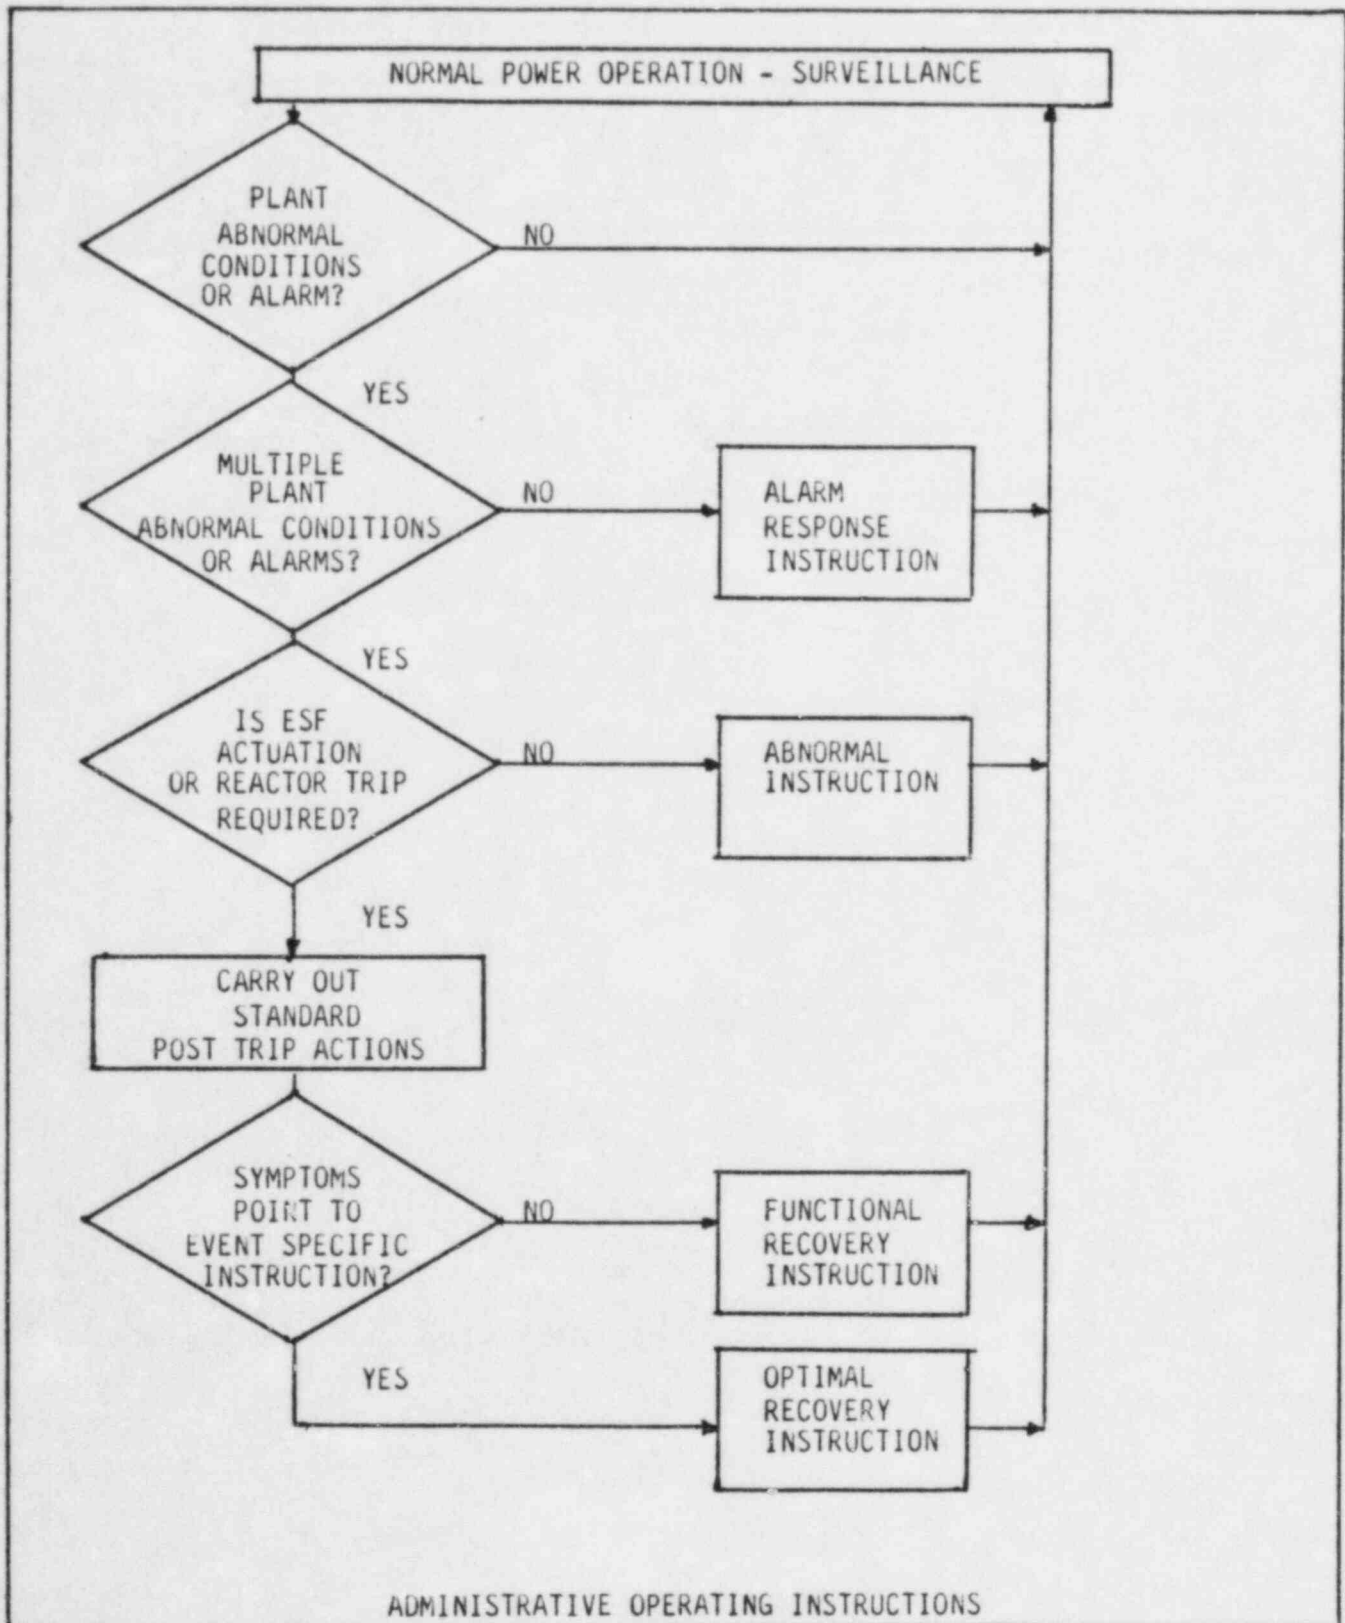 NORMAL POWER OPERATION - SURVEILLANCE
PLANT
ABNORMAL
CONDITIONS
OR ALARM?
NO
YES
MULTIPLE
PLANT
ABNORMAL CONDITIONS
OR ALARMS?
NO
ALARM
RESPONSE
INSTRUCTION
YES
IS ESF
ACTUATION
OR REACTOR TRIP
REQUIRED?
NO
ABNORMAL
INSTRUCTION
YES
CARRY OUT
STANDARD
POST TRIP ACTIONS
SYMPTOMS
POINT TO
EVENT SPECIFIC
INSTRUCTION?
NO
FUNCTIONAL
RECOVERY
INSTRUCTION
YES
OPTIMAL
RECOVERY
INSTRUCTION
ADMINISTRATIVE OPERATING INSTRUCTIONS